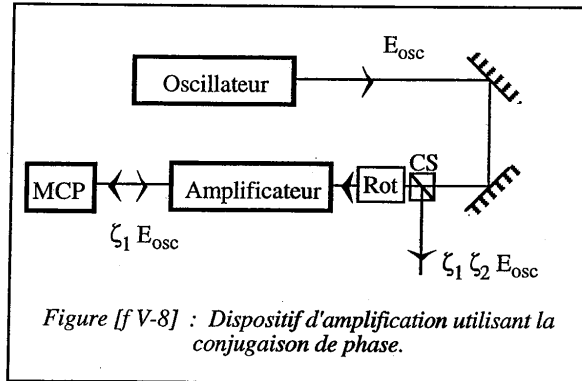 E_osc
Oscillateur
CS
MCP
Amplificateur
Rot
ζ₁ E_osc
ζ₁ ζ₂ E_osc
Figure [f V-8] : Dispositif d'amplification utilisant la
conjugaison de phase.